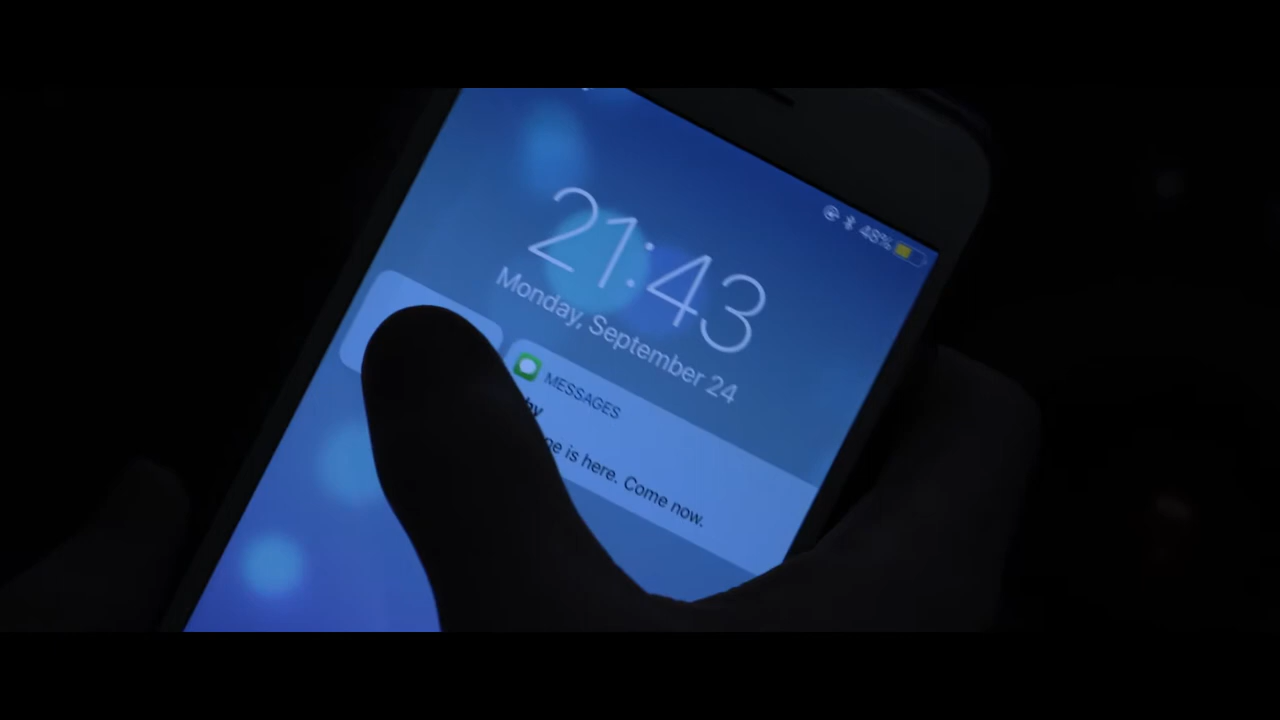 48%
21:43
Monday, September 24
MESSAGES
is here. Come now.